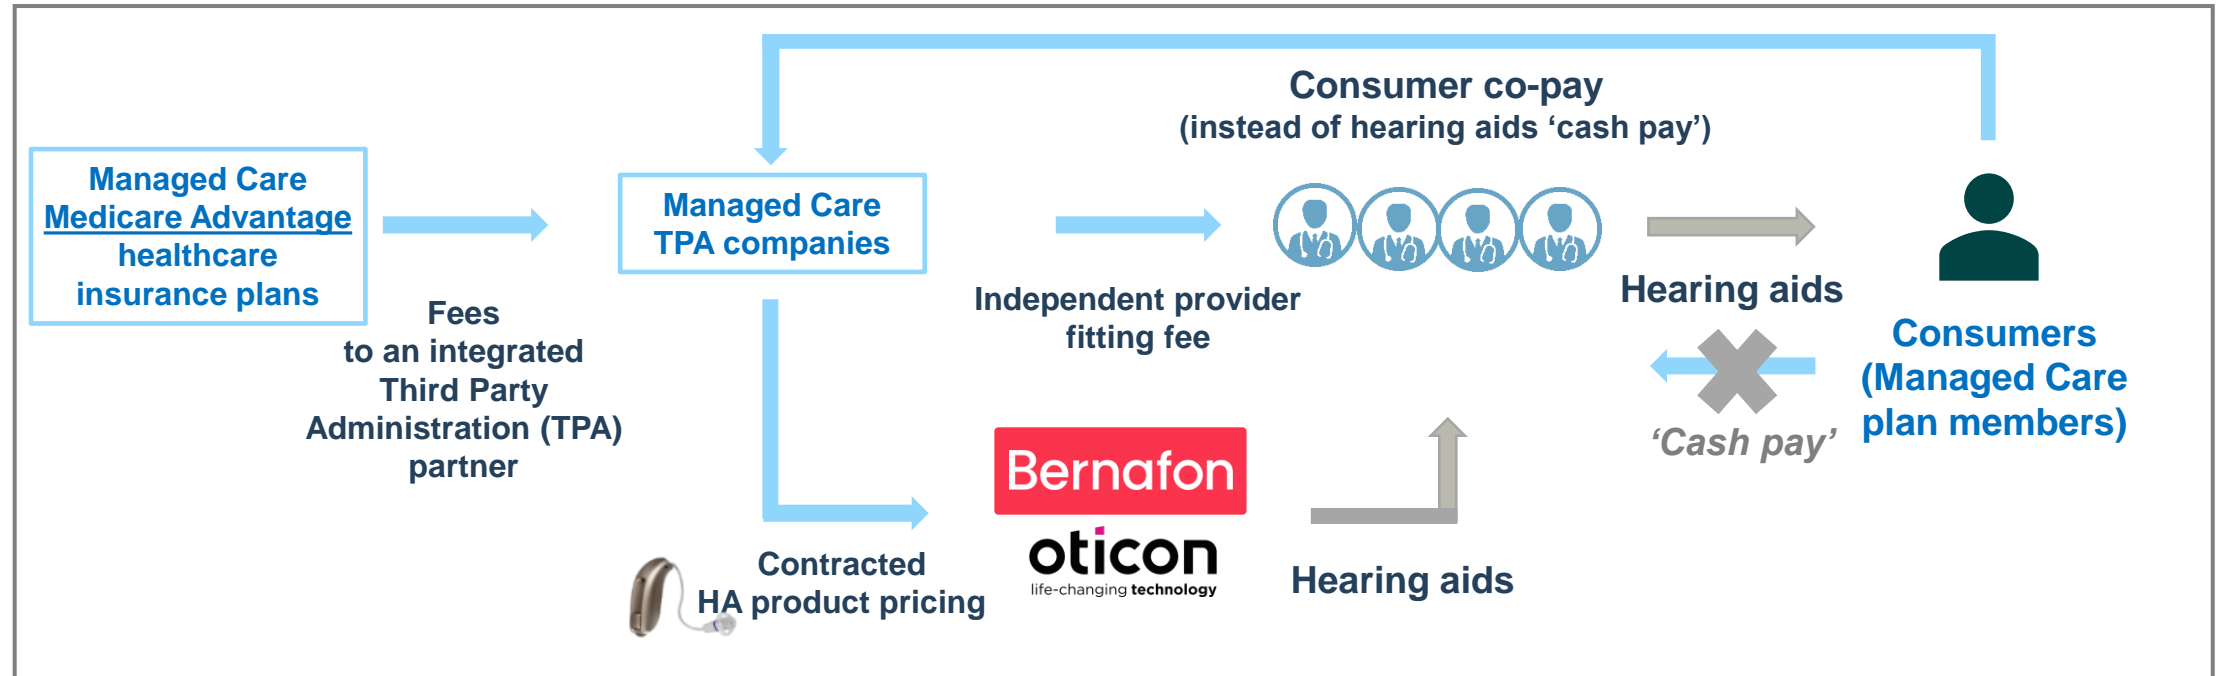 Consumer co-pay
(instead of hearing aids ‘cash pay’)
Managed Care
Medicare Advantage
healthcare
insurance plans
Managed Care
TPA companies
Fees
to an integrated
Third Party
Administration (TPA)
partner
Independent provider
fitting fee
Hearing aids
‘Cash pay’
Consumers
(Managed Care
plan members)
Contracted
HA product pricing
Bernafon
oticon
life-changing technology
Hearing aids